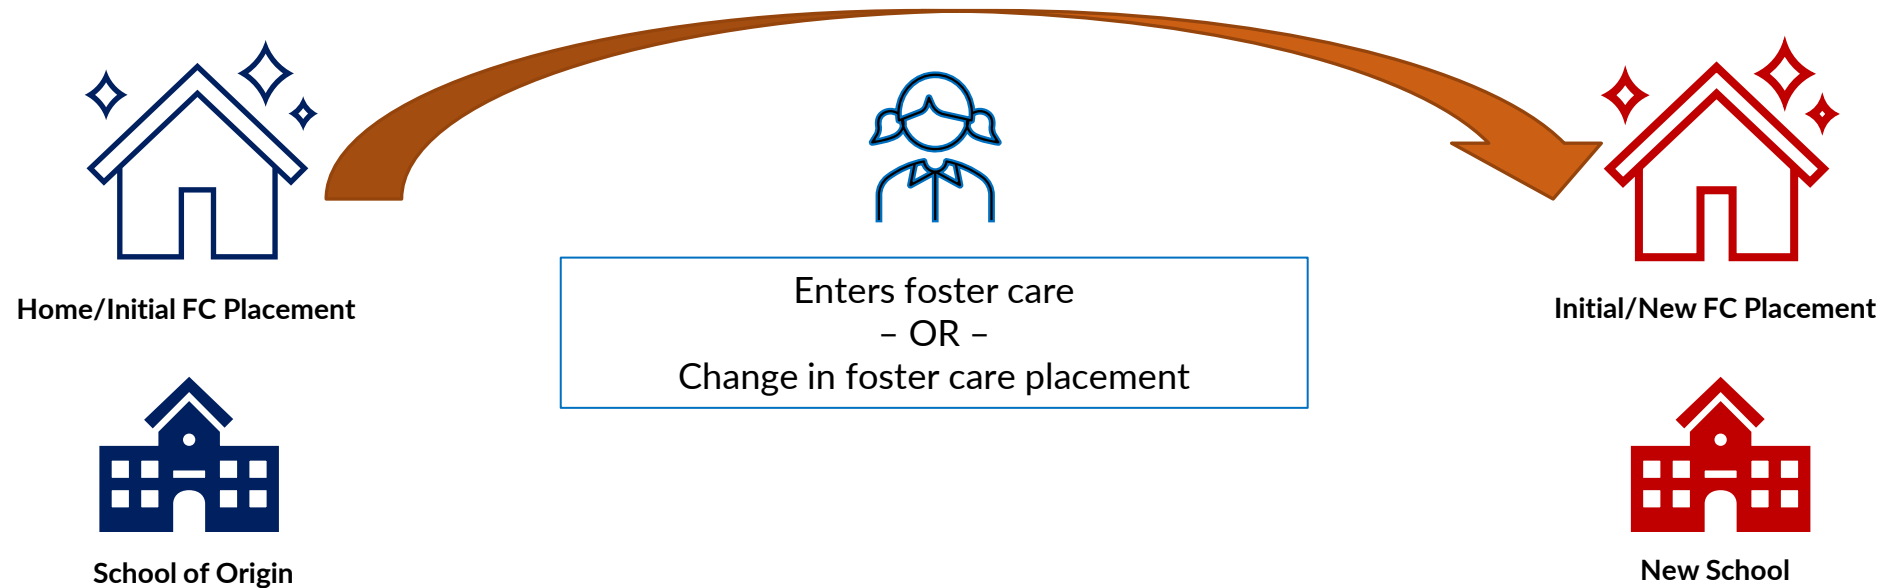 Enters foster care
– OR –
Change in foster care placement
Home/Initial FC Placement
Initial/New FC Placement
School of Origin
New School